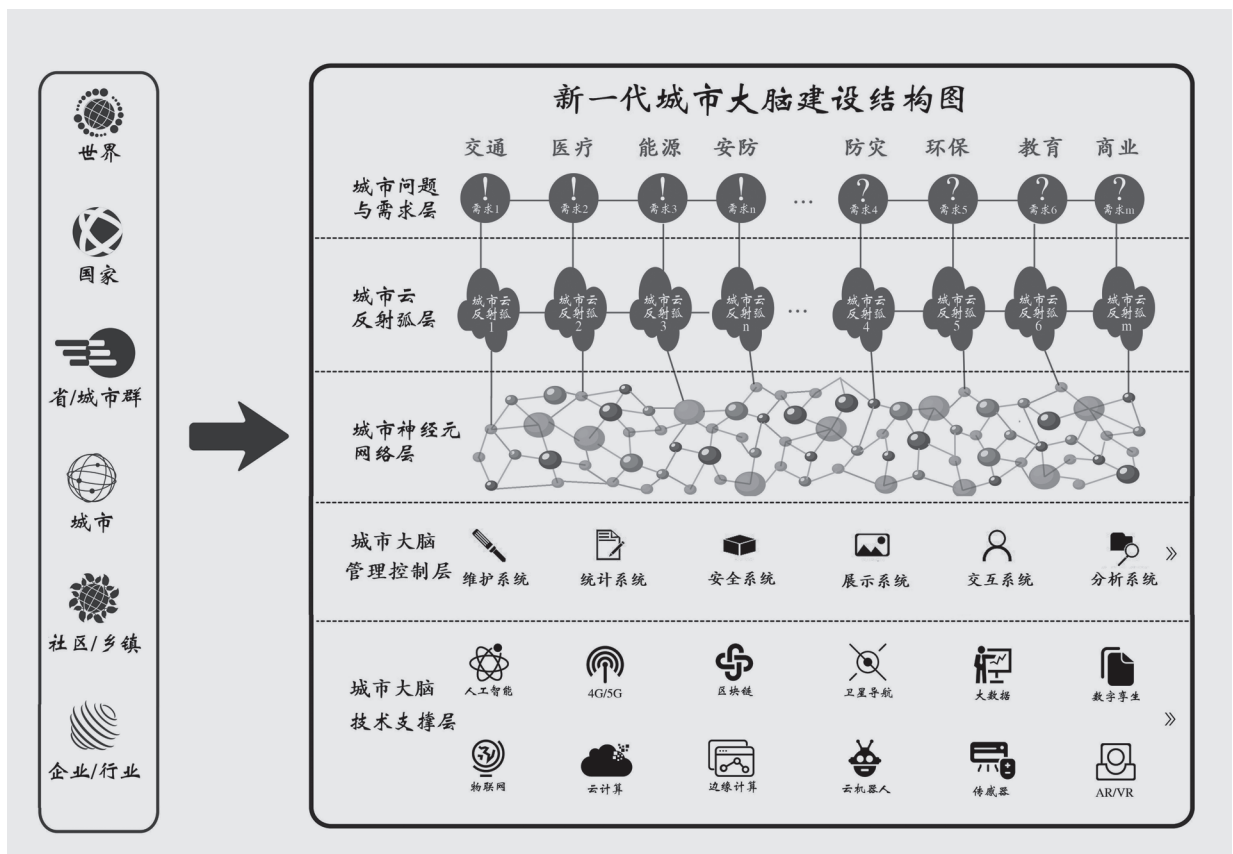 世界
国家
省/城市群
城市
社区/乡镇
企业/行业
新一代城市大脑建设结构图
交通 医疗 能源 安防 防灾 环保 教育 商业
城市问题
与需求层
! ! ! ! ? ? ? ?
需求1 需求2 需求3 需求n … 需求4 需求5 需求6 需求m
城市云
反射弧层
城市云 城市云 城市云 城市云 城市云 城市云 城市云 城市云
反射弧 反射弧 反射弧 反射弧 … 反射弧 反射弧 反射弧 反射弧
1 2 3 n 4 5 6 m
城市神经元
网络层
城市大脑
管理控制层
维护系统 统计系统 安全系统 展示系统 交互系统 分析系统 »
城市大脑
技术支撑层
人工智能 4G/5G 区块链 卫星导航 大数据 数字孪生
»
物联网 云计算 边缘计算 云机器人 传感器 AR/VR